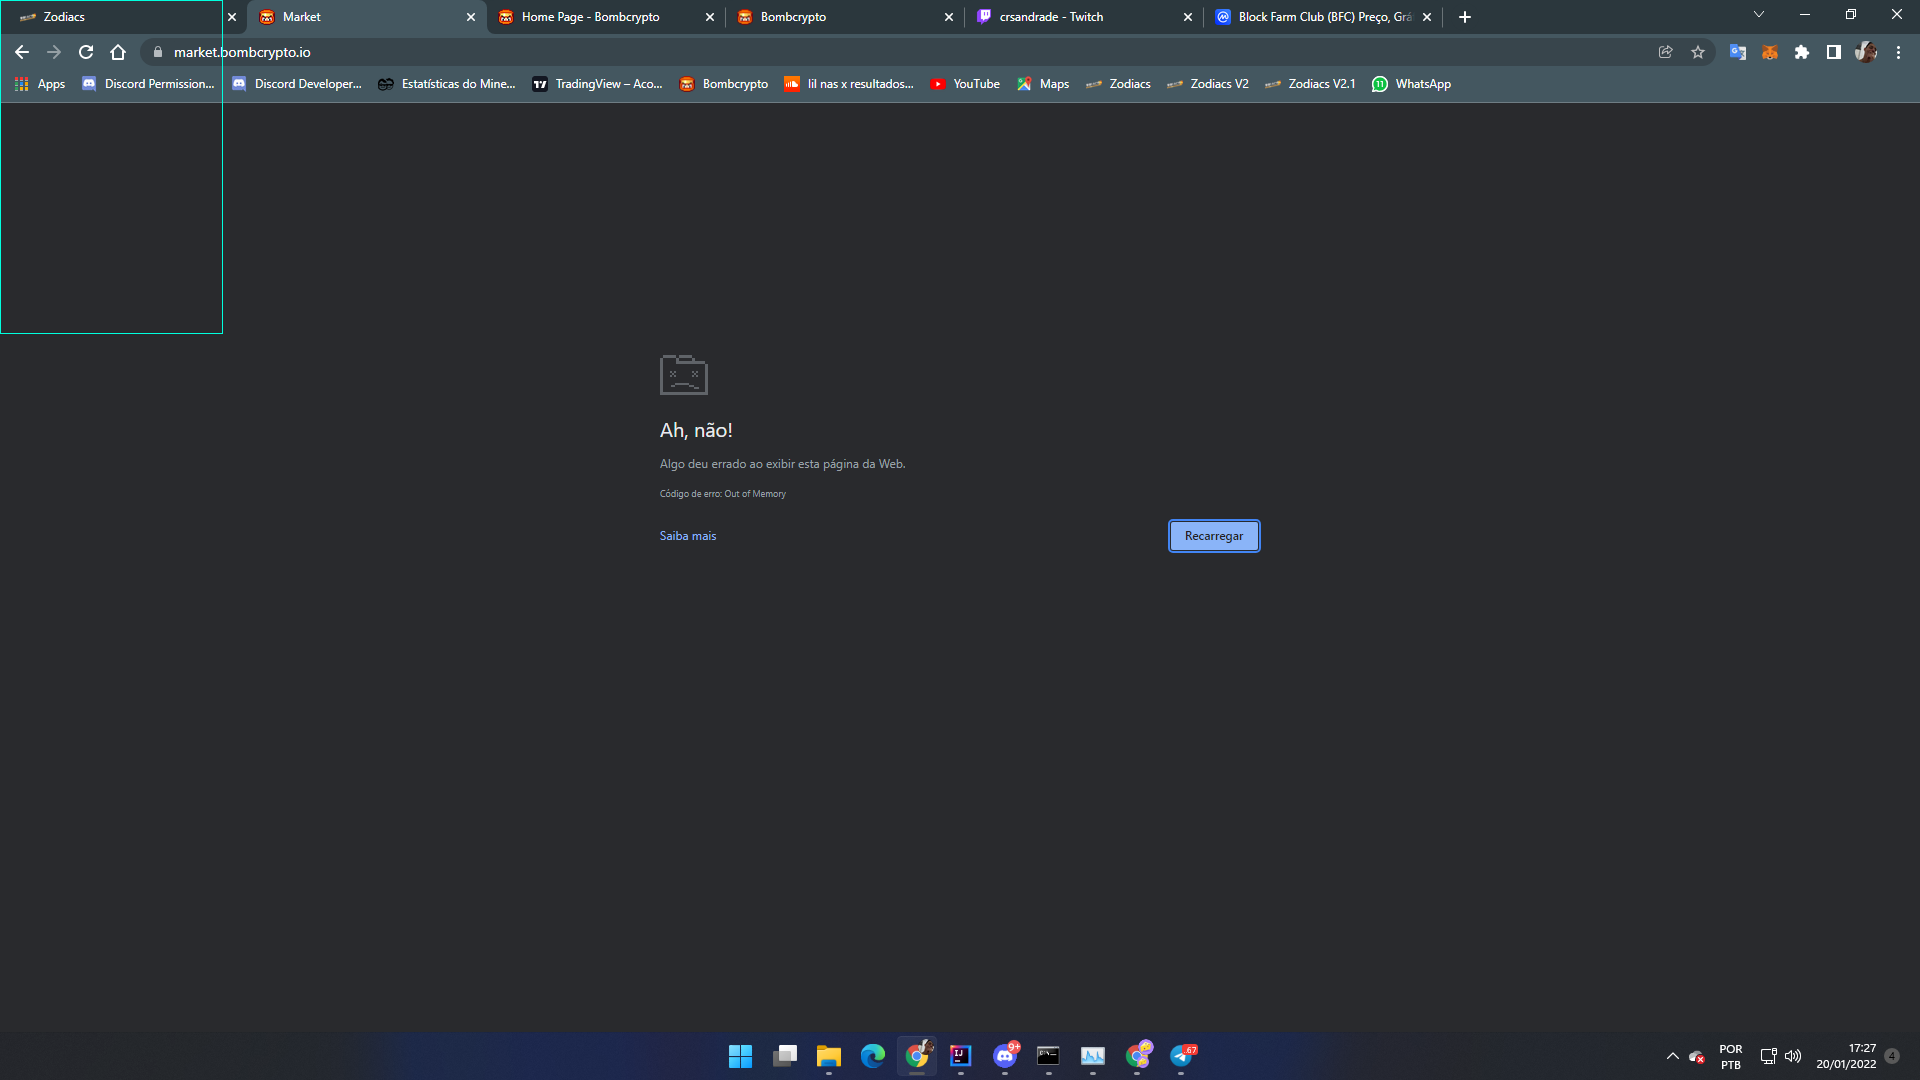 Zodiacs
Market
Home Page - Bombcrypto
Bombcrypto
crsandrade - Twitch
Block Farm Club (BFC) Preço, Grá
market.bombcrypto.io
Apps
Discord Permission...
Discord Developer...
Estatísticas do Mine...
TradingView – Aco...
Bombcrypto
lil nas x resultados...
YouTube
Maps
Zodiacs
Zodiacs V2
Zodiacs V2.1
11
WhatsApp
Ah, não!
Algo deu errado ao exibir esta página da Web.
Código de erro: Out of Memory
Saiba mais
Recarregar
IJ
9+
67
POR
PTB
17:27
20/01/2022
4